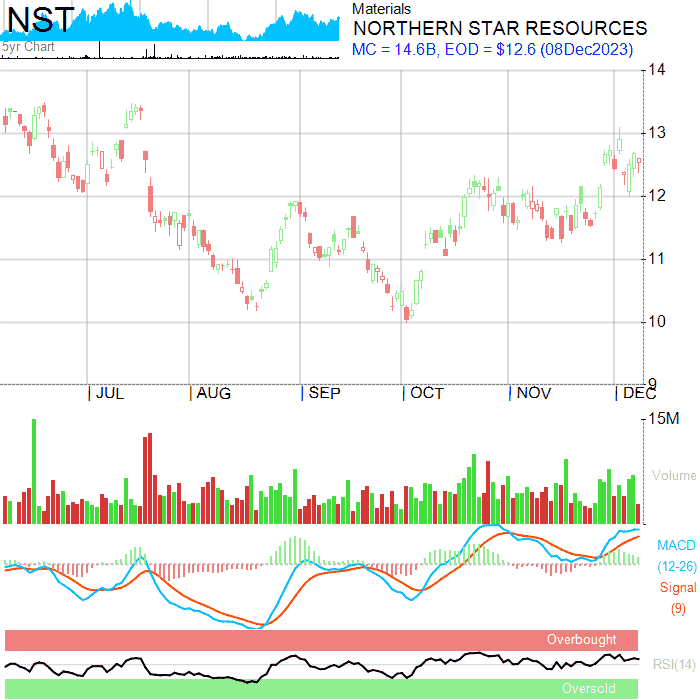 NST
5yr Chart
Materials
NORTHERN STAR RESOURCES
MC = 14.6B, EOD = $12.6 (08Dec2023)
14
13
12
11
10
9
JUL AUG SEP OCT NOV DEC
15M
Volume
MACD
(12-26)
Signal
(9)
Overbought
RSI(14)
Oversold